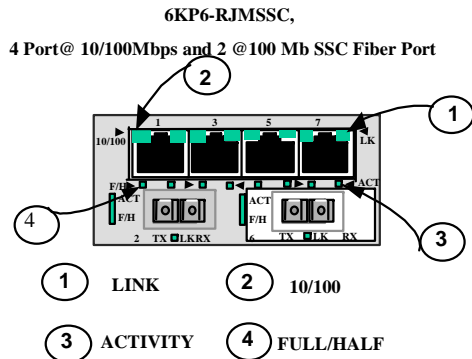 6KP6-RJMSSC,
4 Port@ 10/100Mbps and 2 @100 Mb SSC Fiber Port
2
1
1 3 5 7
10/100 LK
F/H ACT
ACT ACT
F/H F/H
4
3
2 TX LKRX 6 TX LK RX
1 LINK 2 10/100
3 ACTIVITY 4 FULL/HALF